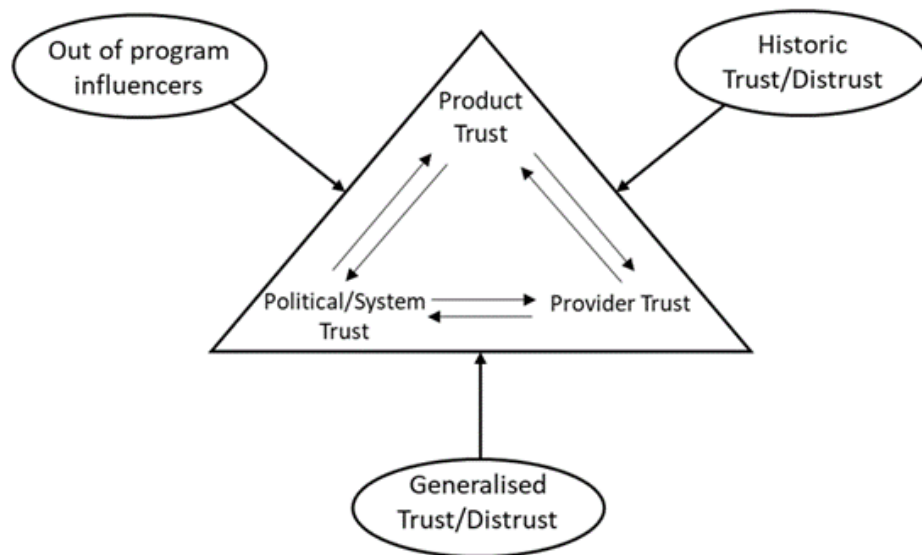 Out of program
influencers
Historic
Trust/Distrust
Product
Trust
Political/System
Trust
Provider Trust
Generalised
Trust/Distrust